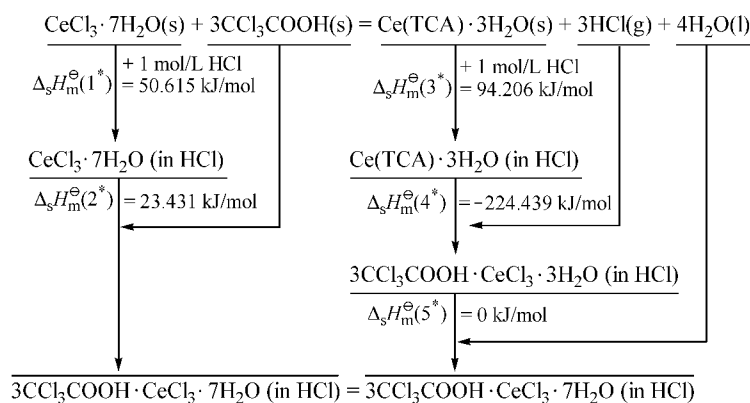 CeCl₃·7H₂O(s) + 3CCl₃COOH(s) = Ce(TCA)·3H₂O(s) + 3HCl(g) + 4H₂O(l)
+ 1 mol/L HCl
ΔₛHₘ^⊖(1*) = 50.615 kJ/mol
+ 1 mol/L HCl
ΔₛHₘ^⊖(3*) = 94.206 kJ/mol
CeCl₃·7H₂O (in HCl)
Ce(TCA)·3H₂O (in HCl)
ΔₛHₘ^⊖(2*) = 23.431 kJ/mol
ΔₛHₘ^⊖(4*) = −224.439 kJ/mol
3CCl₃COOH·CeCl₃·3H₂O (in HCl)
ΔₛHₘ^⊖(5*) = 0 kJ/mol
3CCl₃COOH·CeCl₃·7H₂O (in HCl) = 3CCl₃COOH·CeCl₃·7H₂O (in HCl)